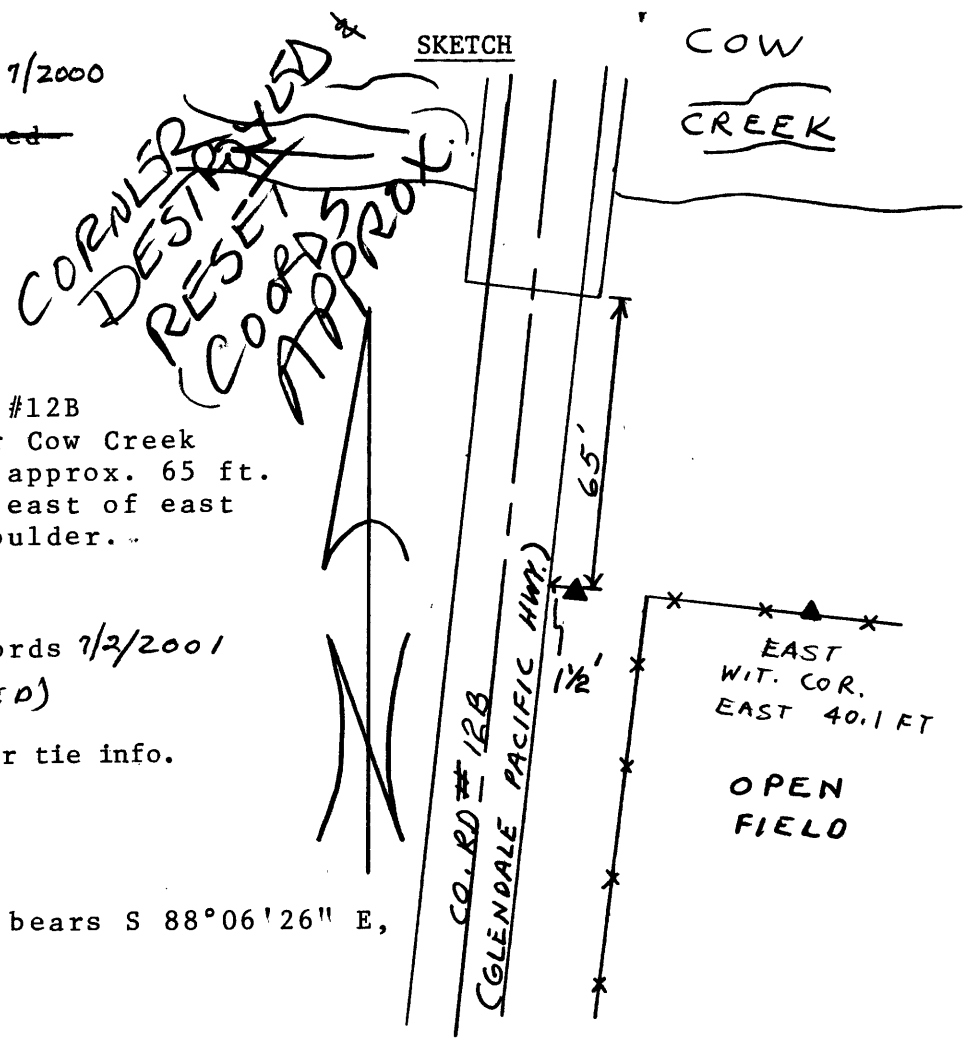 SKETCH
7/2000
ed
CORNER
DESTROYED *
RESET
(COORDS
APPROX.)
COW
CREEK
#12B
r Cow Creek
approx. 65 ft.
east of east
oulder.
65'
1½'
ords 7/2/2001
ED)
r tie info.
EAST
WIT. COR.
EAST 40.1 FT
OPEN
FIELD
CO. RD # 12B
(GLENDALE PACIFIC HWY.)
bears S 88°06'26" E,